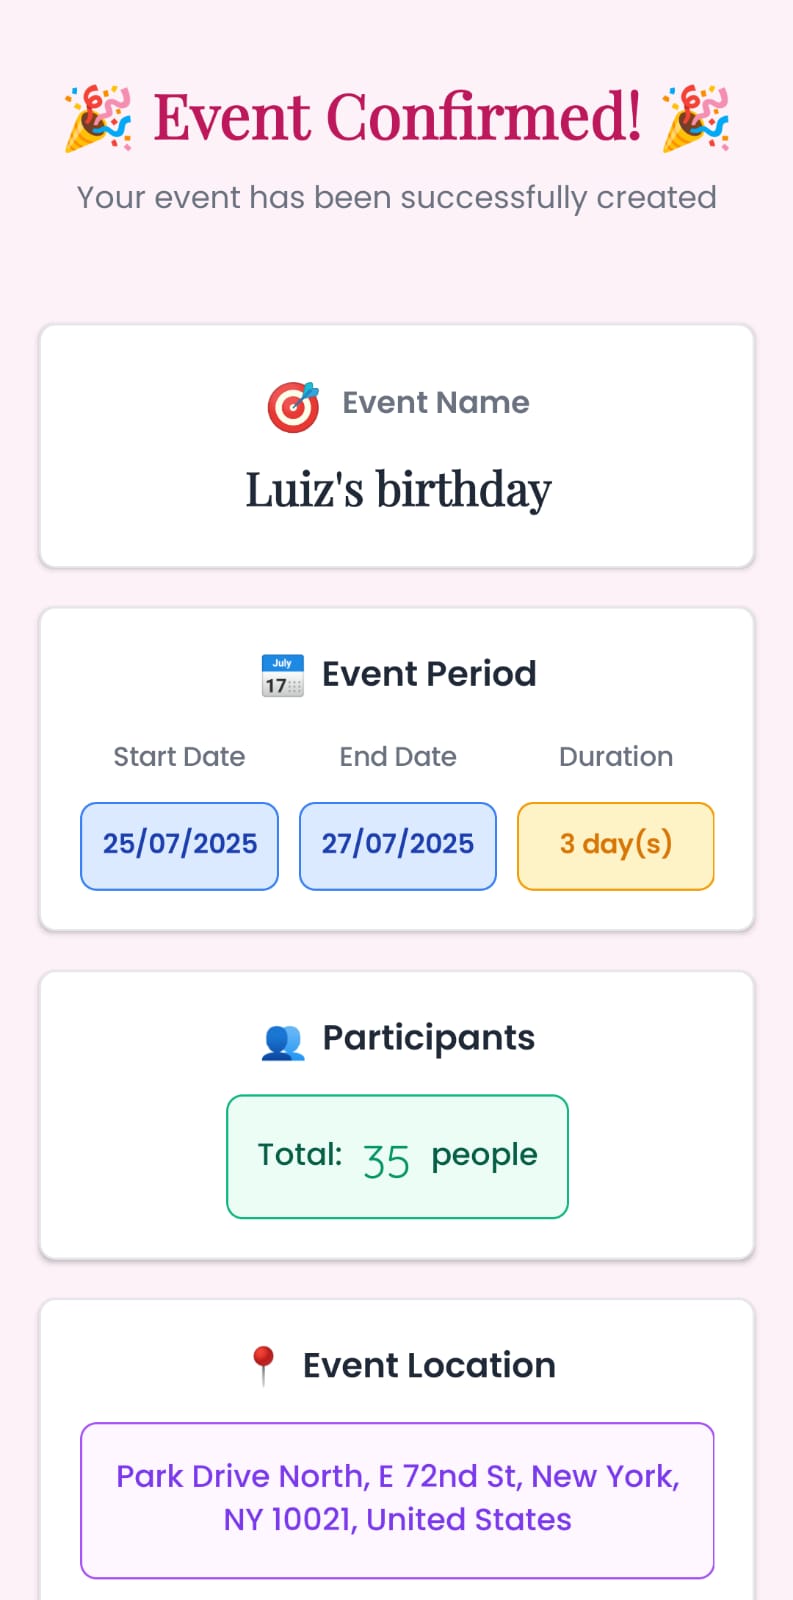 🎉 Event Confirmed! 🎉
Your event has been successfully created
Event Name
Luiz's birthday
July
17
Event Period
Start Date End Date Duration
25/07/2025 27/07/2025 3 day(s)
Participants
Total: 35 people
Event Location
Park Drive North, E 72nd St, New York,
NY 10021, United States